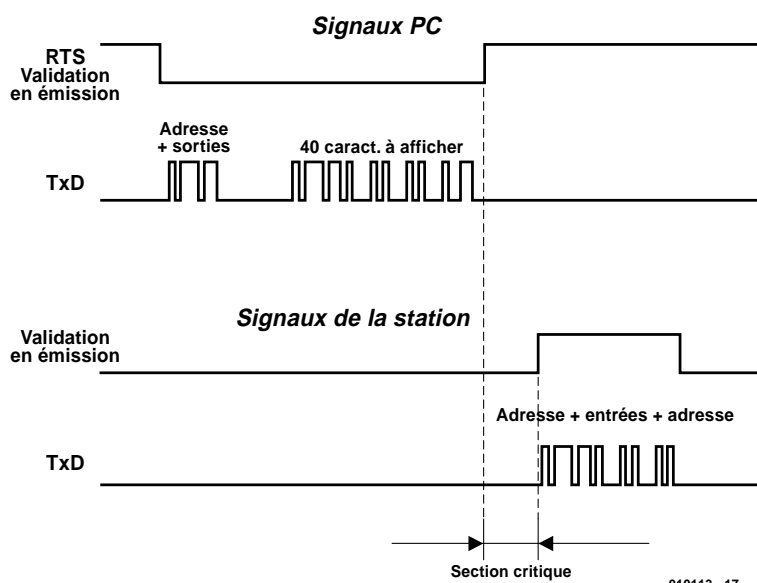 Signaux PC
RTS
Validation
en émission
Adresse
+ sorties
40 caract. à afficher
TxD
Signaux de la station
Validation
en émission
Adresse + entrées + adresse
TxD
Section critique